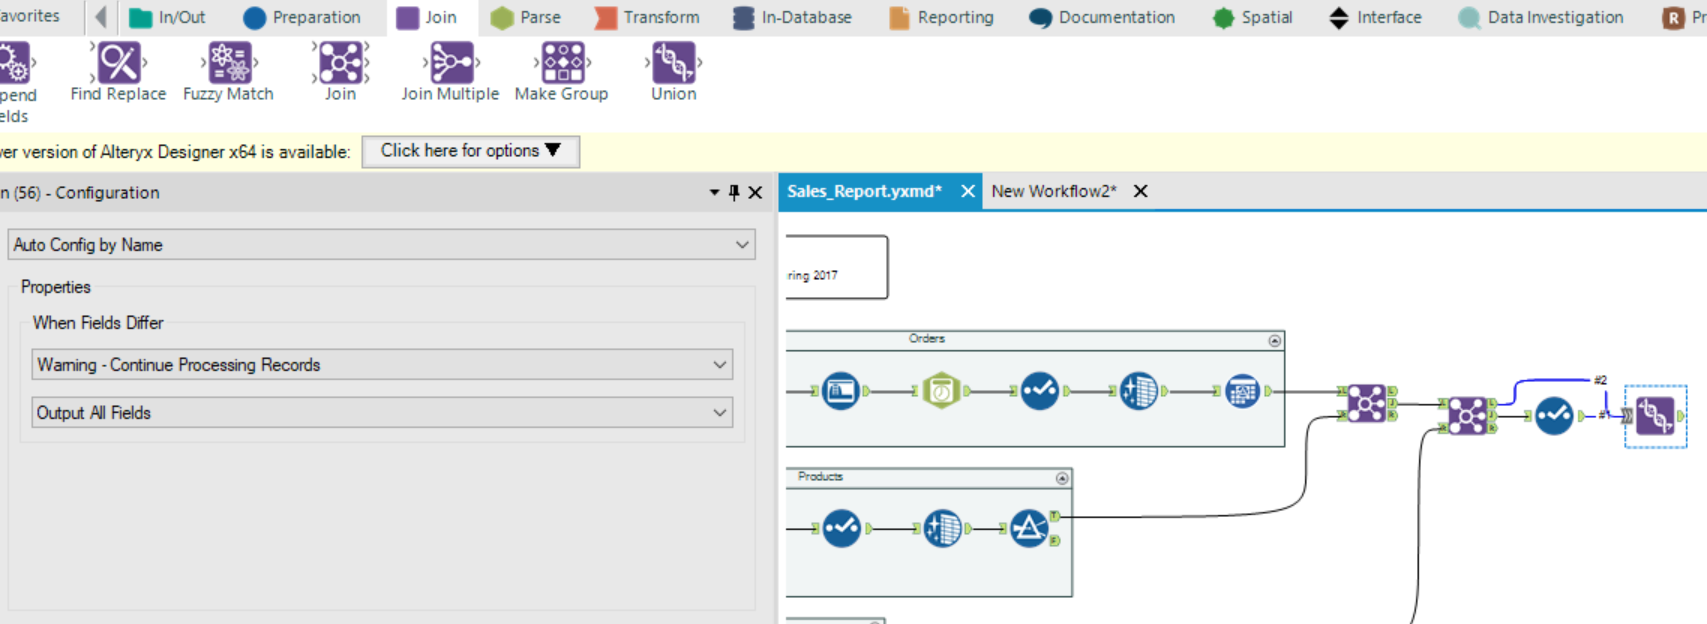 avorites In/Out Preparation Join Parse Transform In-Database Reporting Documentation Spatial Interface Data Investigation R Pr
pend Find Replace Fuzzy Match Join Join Multiple Make Group Union
elds
ver version of Alteryx Designer x64 is available: Click here for options ▼
n (56) - Configuration
Sales_Report.yxmd* New Workflow2*
Auto Config by Name
Properties
When Fields Differ
Warning - Continue Processing Records
Output All Fields
ring 2017
Orders
#2
#1
Products